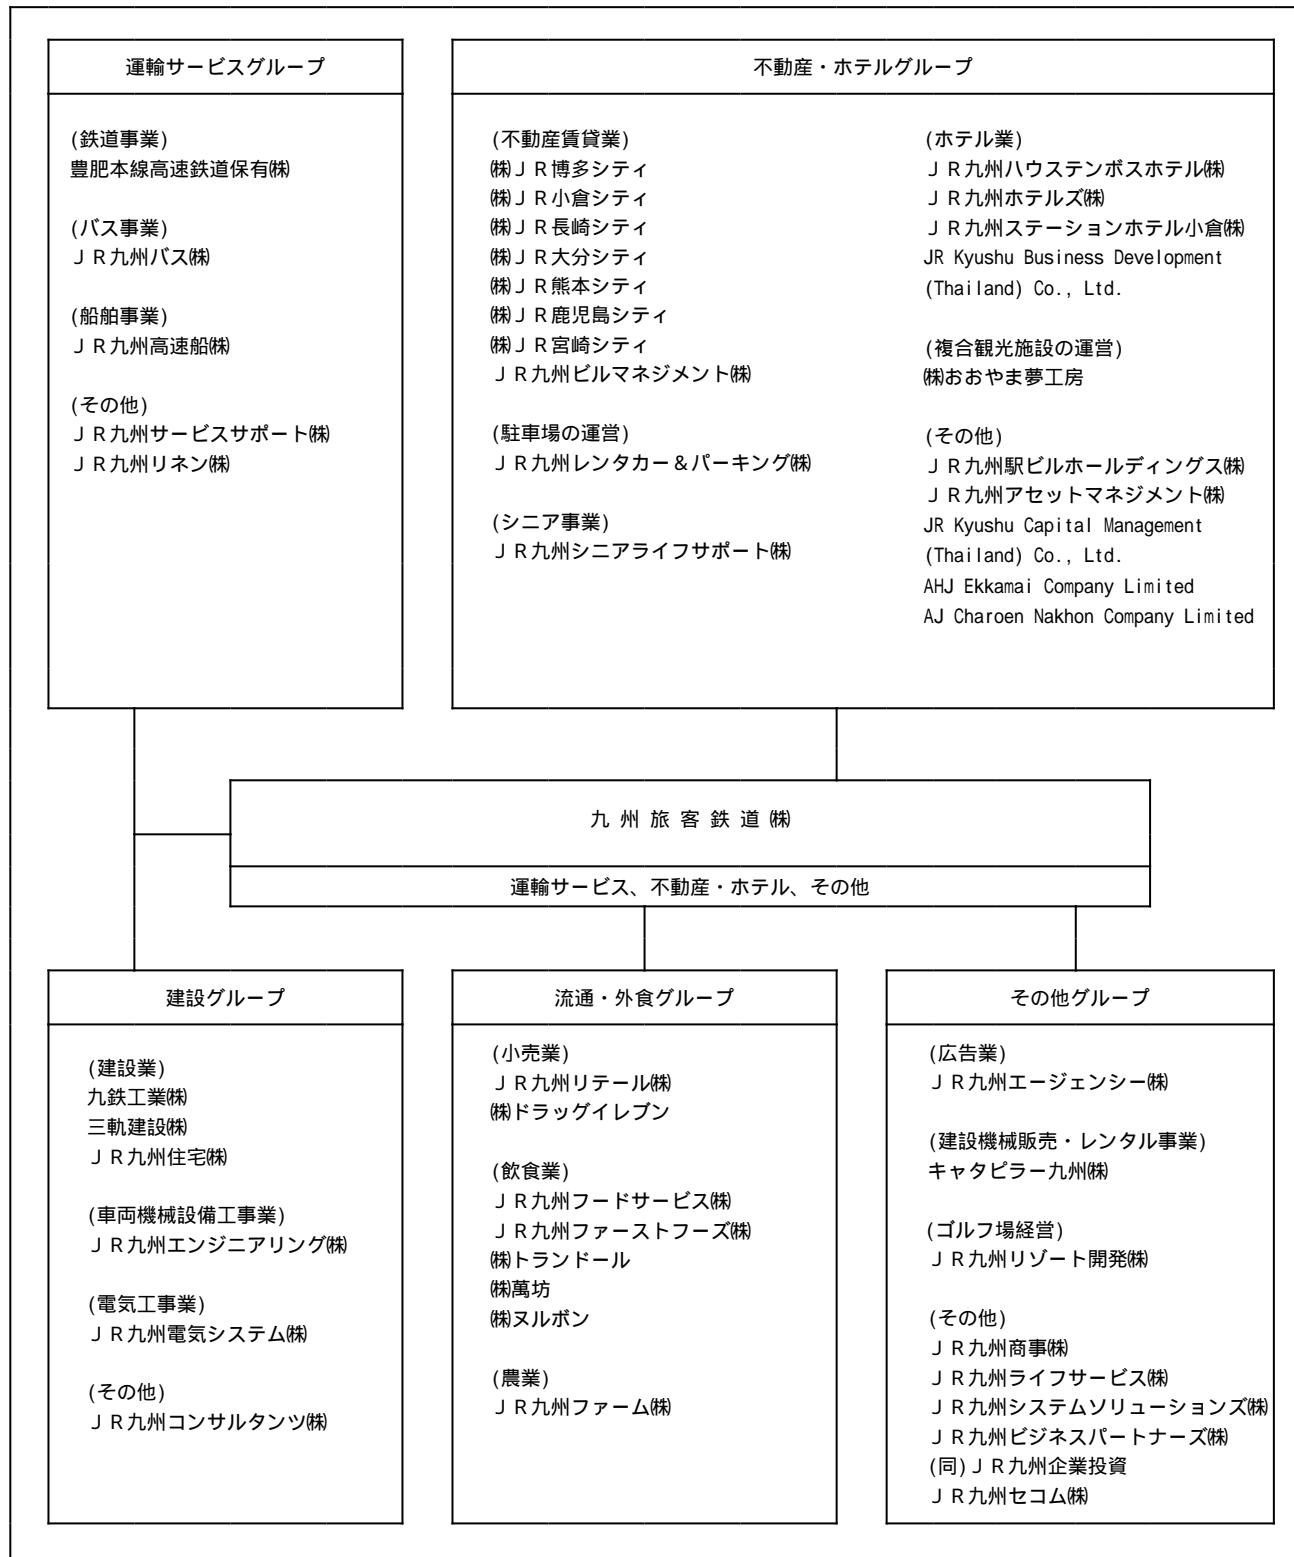 運輸サービスグループ
(鉄道事業)
豊肥本線高速鉄道保有㈱
(バス事業)
ＪＲ九州バス㈱
(船舶事業)
ＪＲ九州高速船㈱
(その他)
ＪＲ九州サービスサポート㈱
ＪＲ九州リネン㈱
不動産・ホテルグループ
(不動産賃貸業)
㈱ＪＲ博多シティ
㈱ＪＲ小倉シティ
㈱ＪＲ長崎シティ
㈱ＪＲ大分シティ
㈱ＪＲ熊本シティ
㈱ＪＲ鹿児島シティ
㈱ＪＲ宮崎シティ
ＪＲ九州ビルマネジメント㈱
(駐車場の運営)
ＪＲ九州レンタカー＆パーキング㈱
(シニア事業)
ＪＲ九州シニアライフサポート㈱
(ホテル業)
ＪＲ九州ハウステンボスホテル㈱
ＪＲ九州ホテルズ㈱
ＪＲ九州ステーションホテル小倉㈱
JR Kyushu Business Development
(Thailand) Co., Ltd.
(複合観光施設の運営)
㈱おおやま夢工房
(その他)
ＪＲ九州駅ビルホールディングス㈱
ＪＲ九州アセットマネジメント㈱
JR Kyushu Capital Management
(Thailand) Co., Ltd.
AHJ Ekkamai Company Limited
AJ Charoen Nakhon Company Limited
九 州 旅 客 鉄 道 ㈱
運輸サービス、不動産・ホテル、その他
建設グループ
(建設業)
九鉄工業㈱
三軌建設㈱
ＪＲ九州住宅㈱
(車両機械設備工事業)
ＪＲ九州エンジニアリング㈱
(電気工事業)
ＪＲ九州電気システム㈱
(その他)
ＪＲ九州コンサルタンツ㈱
流通・外食グループ
(小売業)
ＪＲ九州リテール㈱
㈱ドラッグイレブン
(飲食業)
ＪＲ九州フードサービス㈱
ＪＲ九州ファーストフーズ㈱
㈱トランドール
㈱萬坊
㈱ヌルボン
(農業)
ＪＲ九州ファーム㈱
その他グループ
(広告業)
ＪＲ九州エージェンシー㈱
(建設機械販売・レンタル事業)
キャタピラー九州㈱
(ゴルフ場経営)
ＪＲ九州リゾート開発㈱
(その他)
ＪＲ九州商事㈱
ＪＲ九州ライフサービス㈱
ＪＲ九州システムソリューションズ㈱
ＪＲ九州ビジネスパートナーズ㈱
(同)ＪＲ九州企業投資
ＪＲ九州セコム㈱